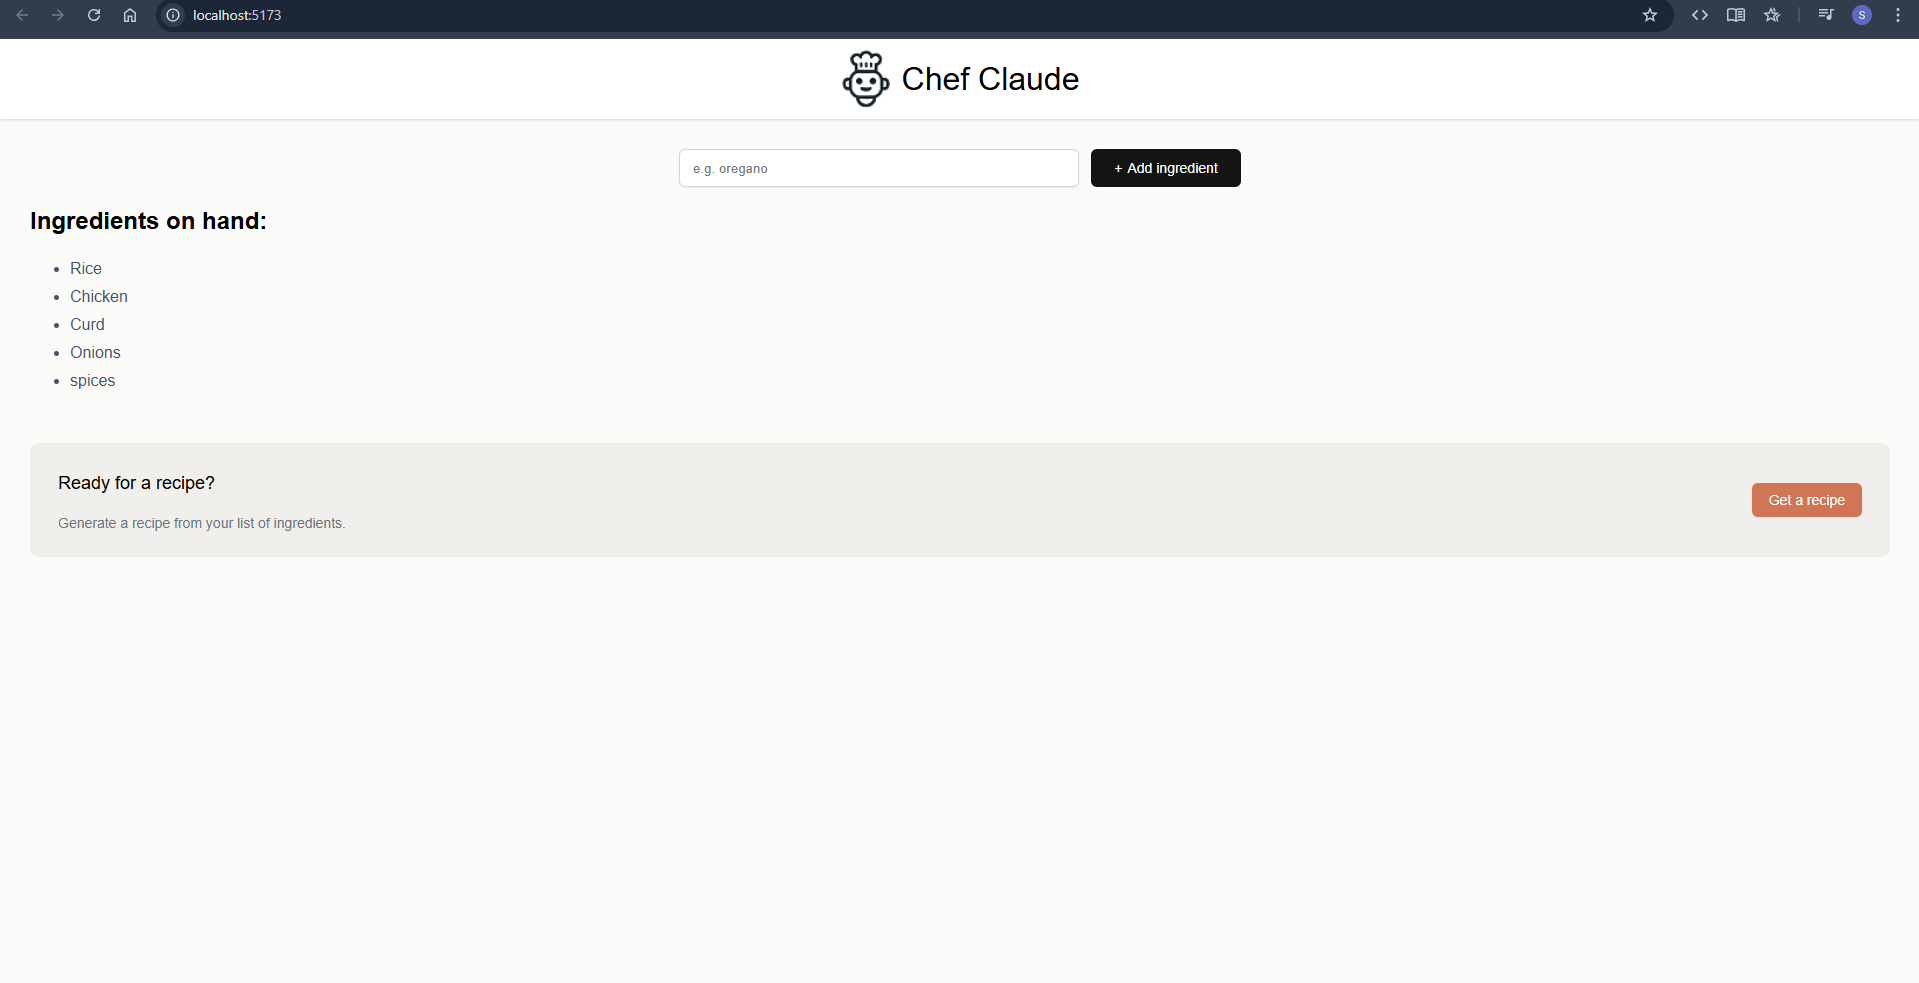 localhost:5173
S
Chef Claude
e.g. oregano
+ Add ingredient
Ingredients on hand:
Rice
Chicken
Curd
Onions
spices
Ready for a recipe?
Get a recipe
Generate a recipe from your list of ingredients.